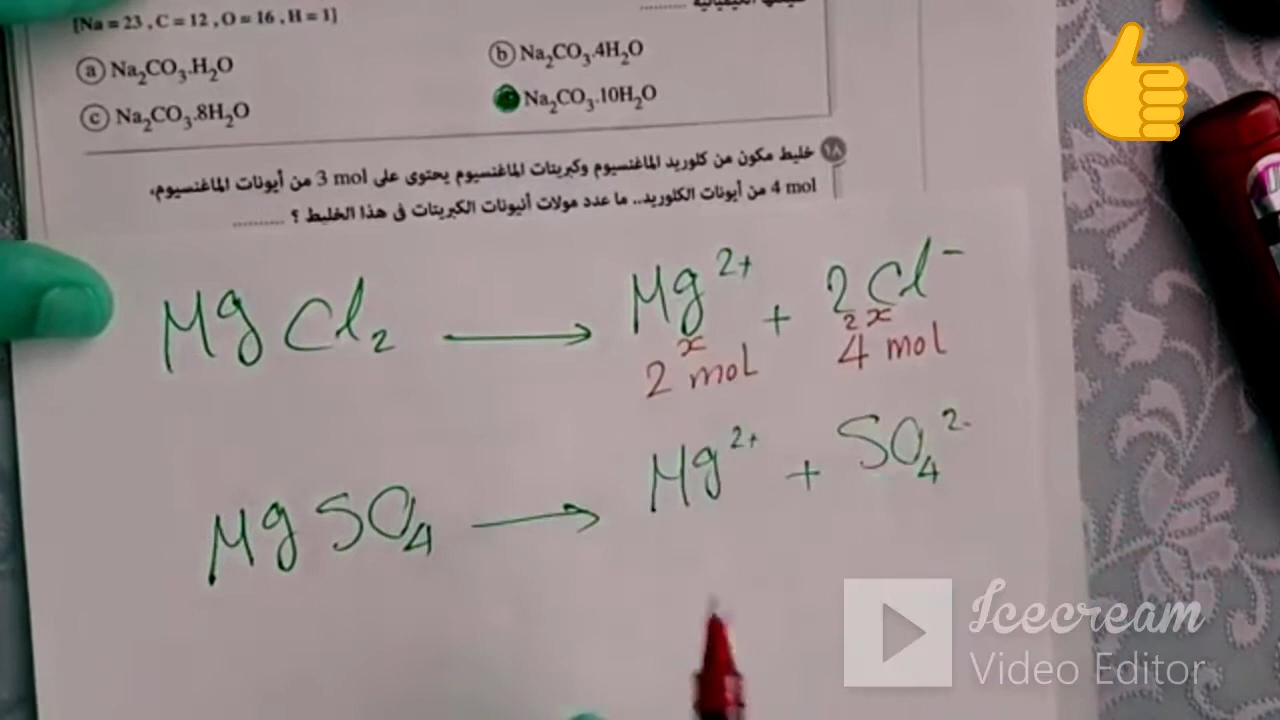 [Na = 23 , C = 12 , O = 16 , H = 1]
a Na₂CO₃.H₂O
b Na₂CO₃.4H₂O
c Na₂CO₃.8H₂O
Na₂CO₃.10H₂O
١٨ خليط مكون من كلوريد الماغنسيوم وكبريتات الماغنسيوم يحتوى على 3 mol من أيونات الماغنسيوم،
4 mol من أيونات الكلوريد.. ما عدد مولات أنيونات الكبريتات فى هذا الخليط ؟ ..........
MgCl₂ → Mg²⁺ + 2Cl⁻
x 2x
2 mol 4 mol
MgSO₄ → Mg²⁺ + SO₄²⁻
Icecream
Video Editor